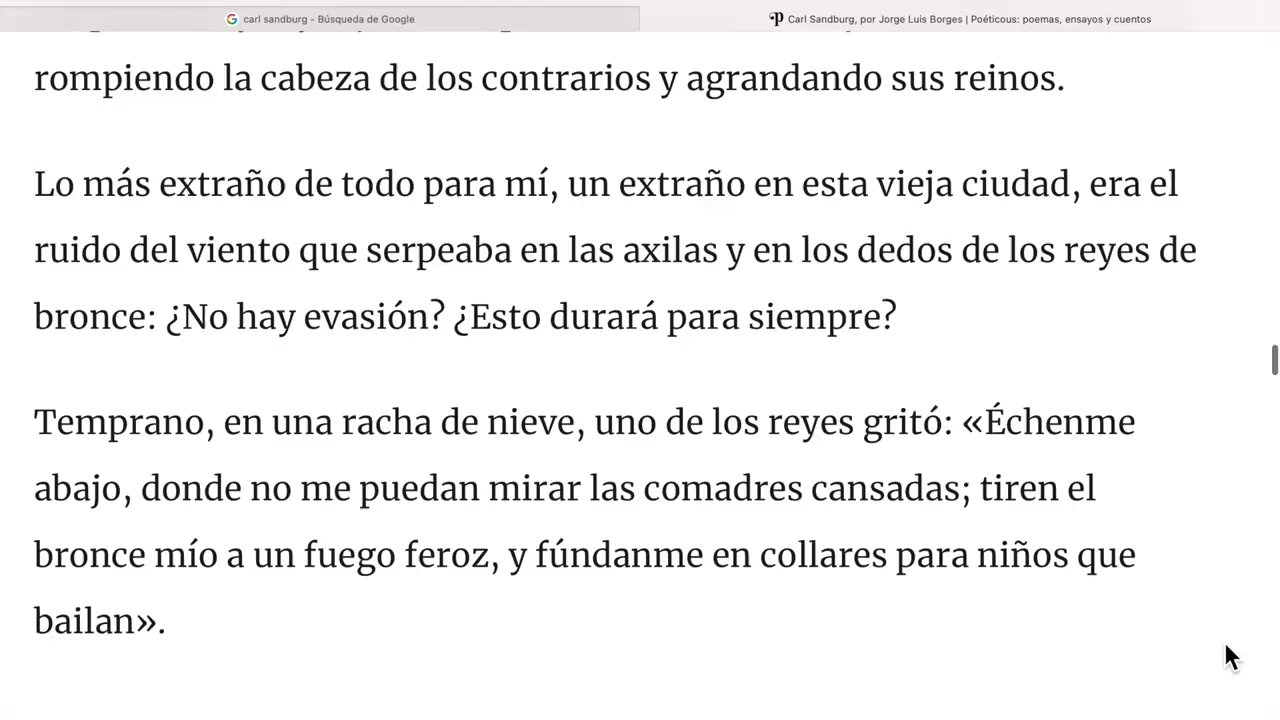 carl sandburg - Búsqueda de Google
Carl Sandburg, por Jorge Luis Borges | Poéticous: poemas, ensayos y cuentos
rompiendo la cabeza de los contrarios y agrandando sus reinos.
Lo más extraño de todo para mí, un extraño en esta vieja ciudad, era el
ruido del viento que serpeaba en las axilas y en los dedos de los reyes de
bronce: ¿No hay evasión? ¿Esto durará para siempre?
Temprano, en una racha de nieve, uno de los reyes gritó: «Échenme
abajo, donde no me puedan mirar las comadres cansadas; tiren el
bronce mío a un fuego feroz, y fúndanme en collares para niños que
bailan».